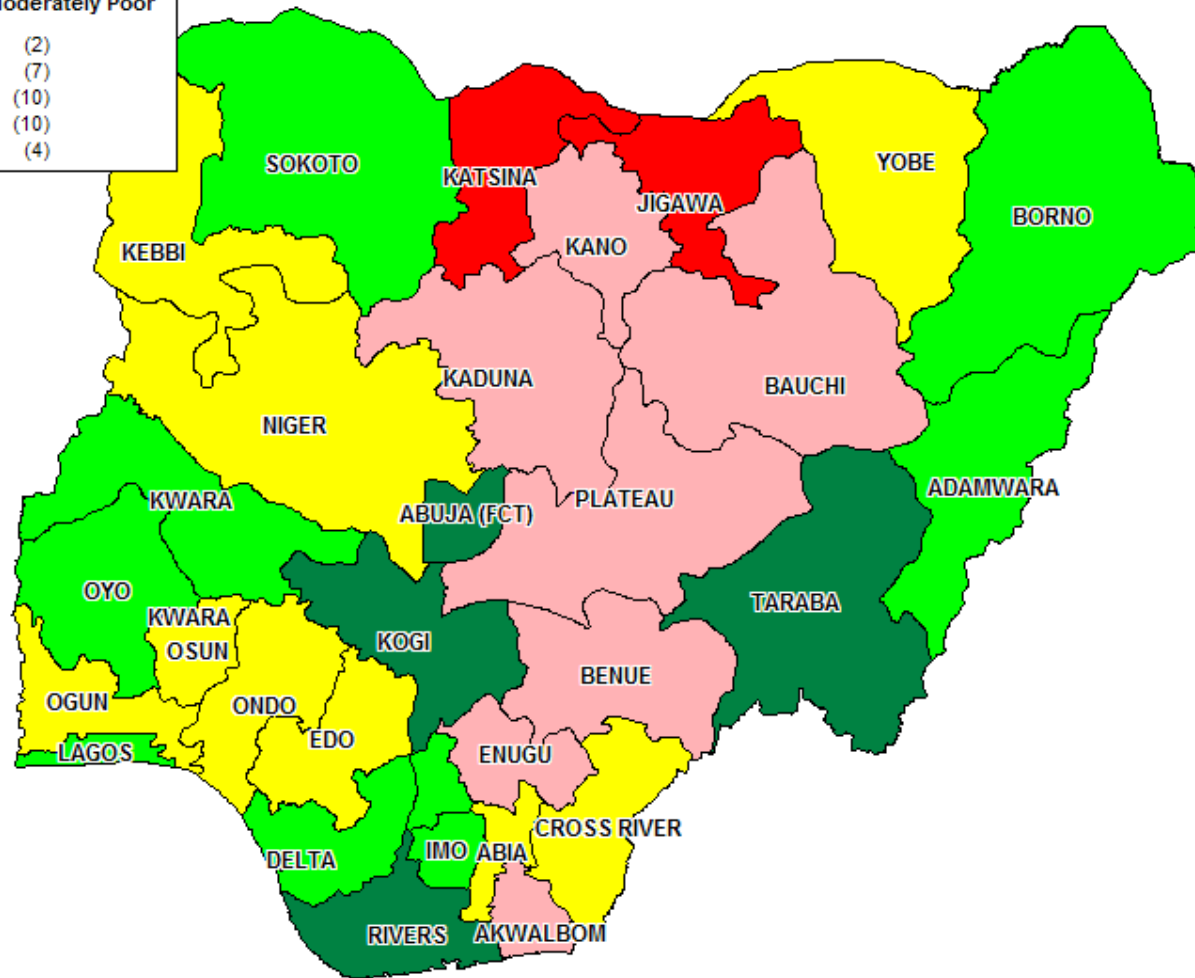 Moderately Poor
(2)
(7)
(10)
(10)
(4)
SOKOTO
KATSINA
JIGAWA
YOBE
BORNO
KEBBI
KANO
KADUNA
BAUCHI
NIGER
KWARA
ABUJA (FCT)
PLATEAU
ADAMWARA
OYO
KWARA
OSUN
KOGI
TARABA
BENUE
OGUN
ONDO
EDO
LAGOS
ENUGU
CROSS RIVER
DELTA
IMO
ABIA
RIVERS
AKWALBOM